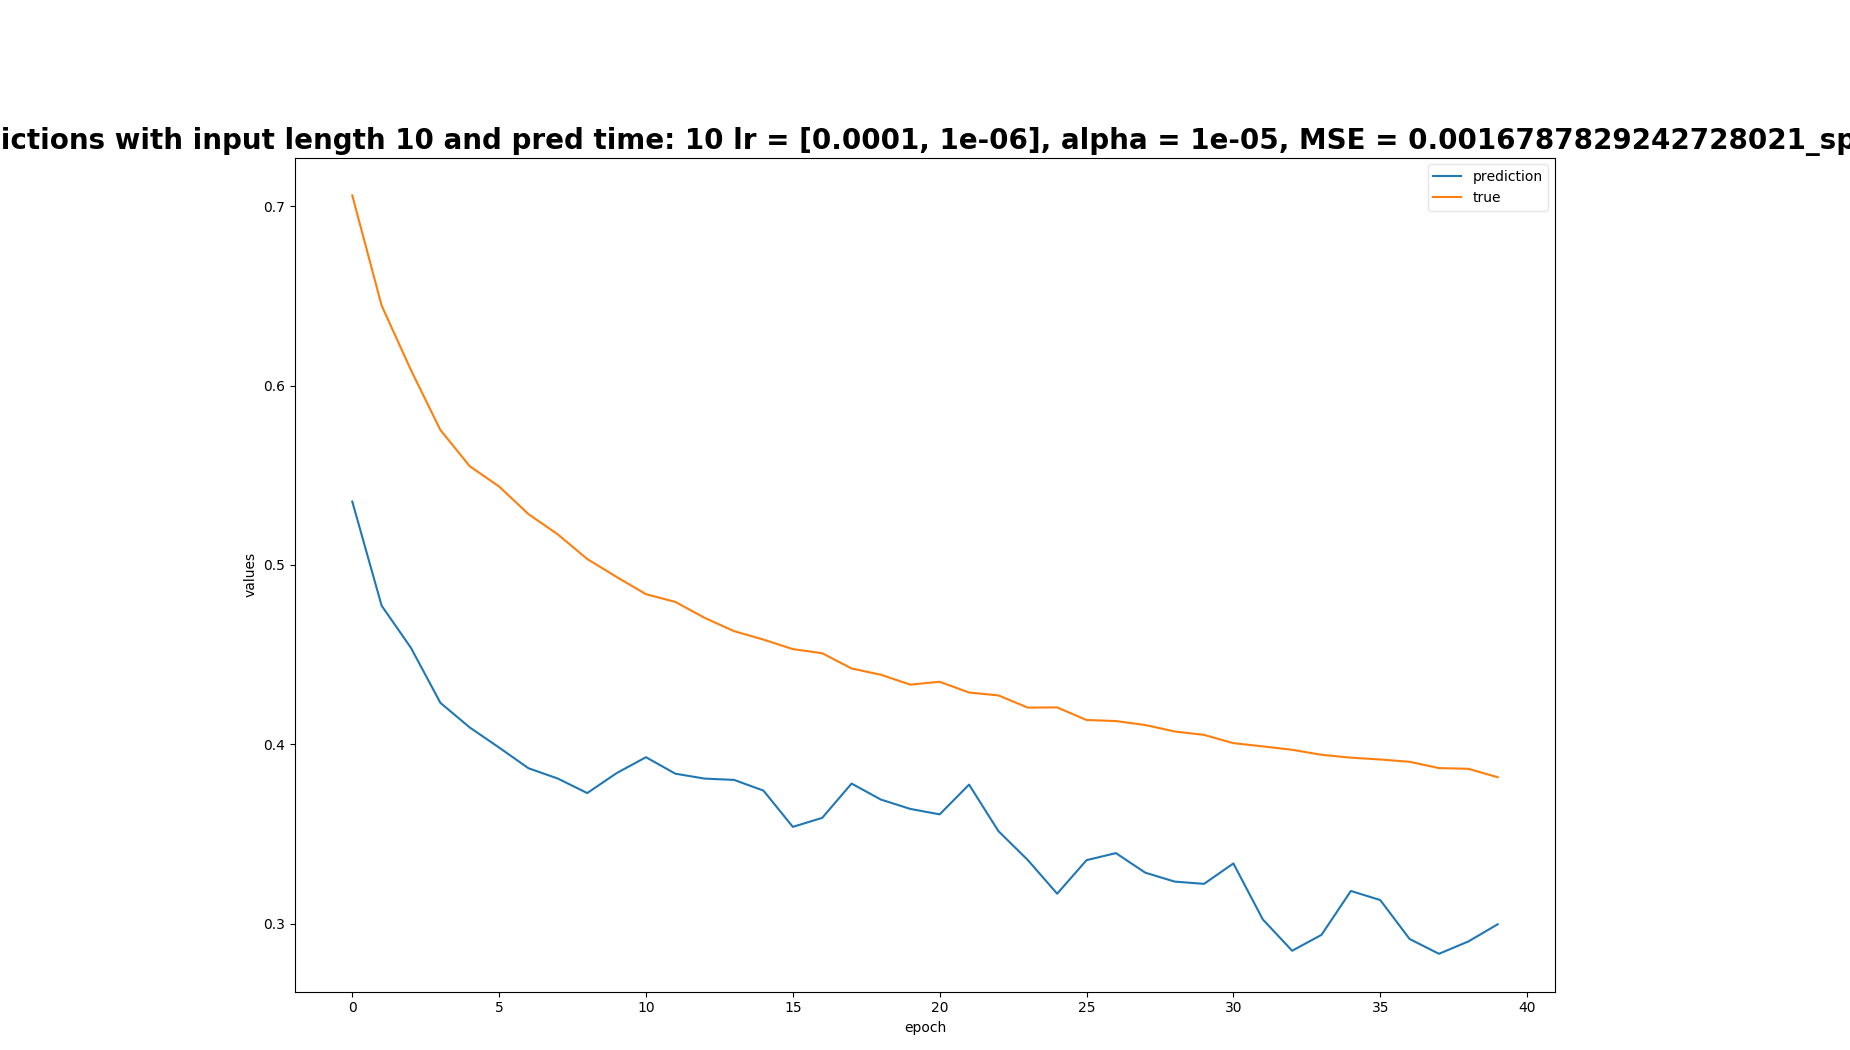 ictions with input length 10 and pred time: 10 lr = [0.0001, 1e-06], alpha = 1e-05, MSE = 0.0016787829242728021_sp
prediction
true
0.7
0.6
0.5
0.4
0.3
values
0 5 10 15 20 25 30 35 40
epoch